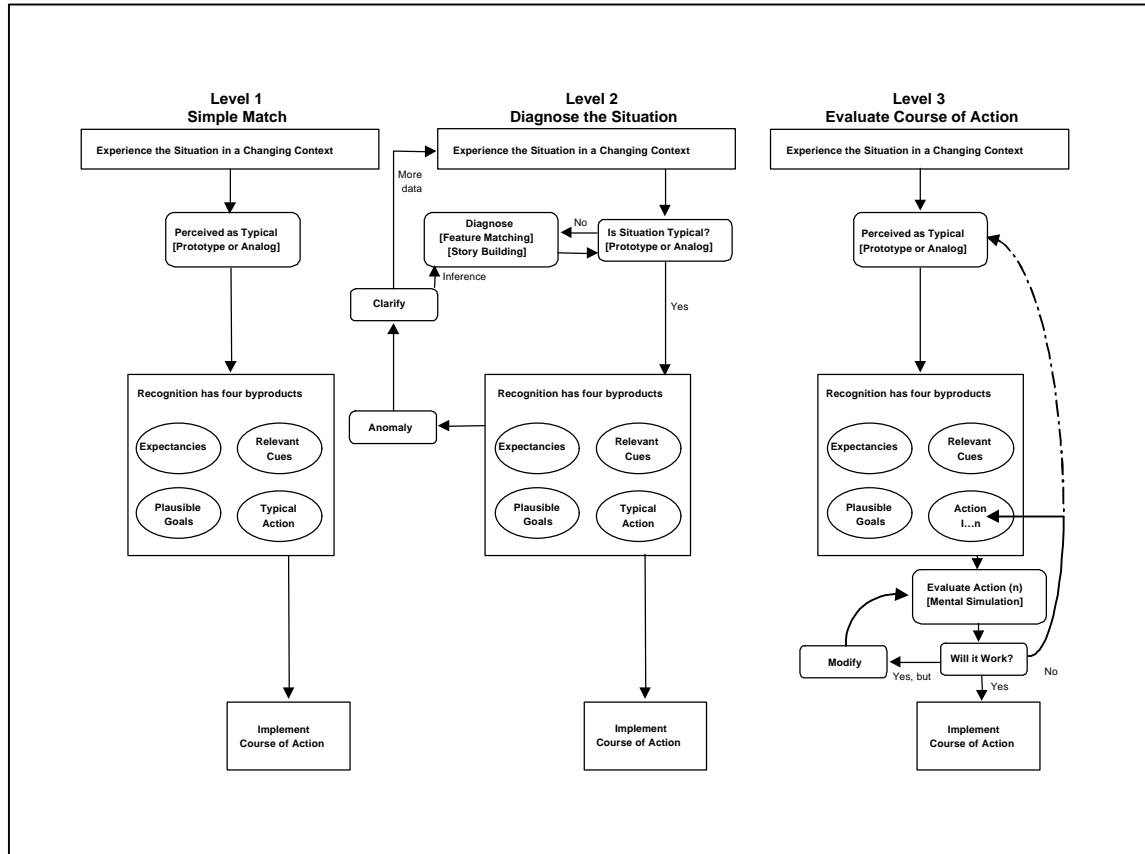 Level 1
Simple Match
Experience the Situation in a Changing Context
Perceived as Typical
[Prototype or Analog]
Recognition has four byproducts
Expectancies
Relevant
Cues
Plausible
Goals
Typical
Action
Implement
Course of Action
Level 2
Diagnose the Situation
Experience the Situation in a Changing Context
More
data
Diagnose
[Feature Matching]
[Story Building]
No
Is Situation Typical?
[Prototype or Analog]
Inference
Clarify
Yes
Anomaly
Recognition has four byproducts
Expectancies
Relevant
Cues
Plausible
Goals
Typical
Action
Implement
Course of Action
Level 3
Evaluate Course of Action
Experience the Situation in a Changing Context
Perceived as Typical
[Prototype or Analog]
Recognition has four byproducts
Expectancies
Relevant
Cues
Plausible
Goals
Action
I...n
Evaluate Action (n)
[Mental Simulation]
Will it Work?
Modify
Yes, but
No
Yes
Implement
Course of Action